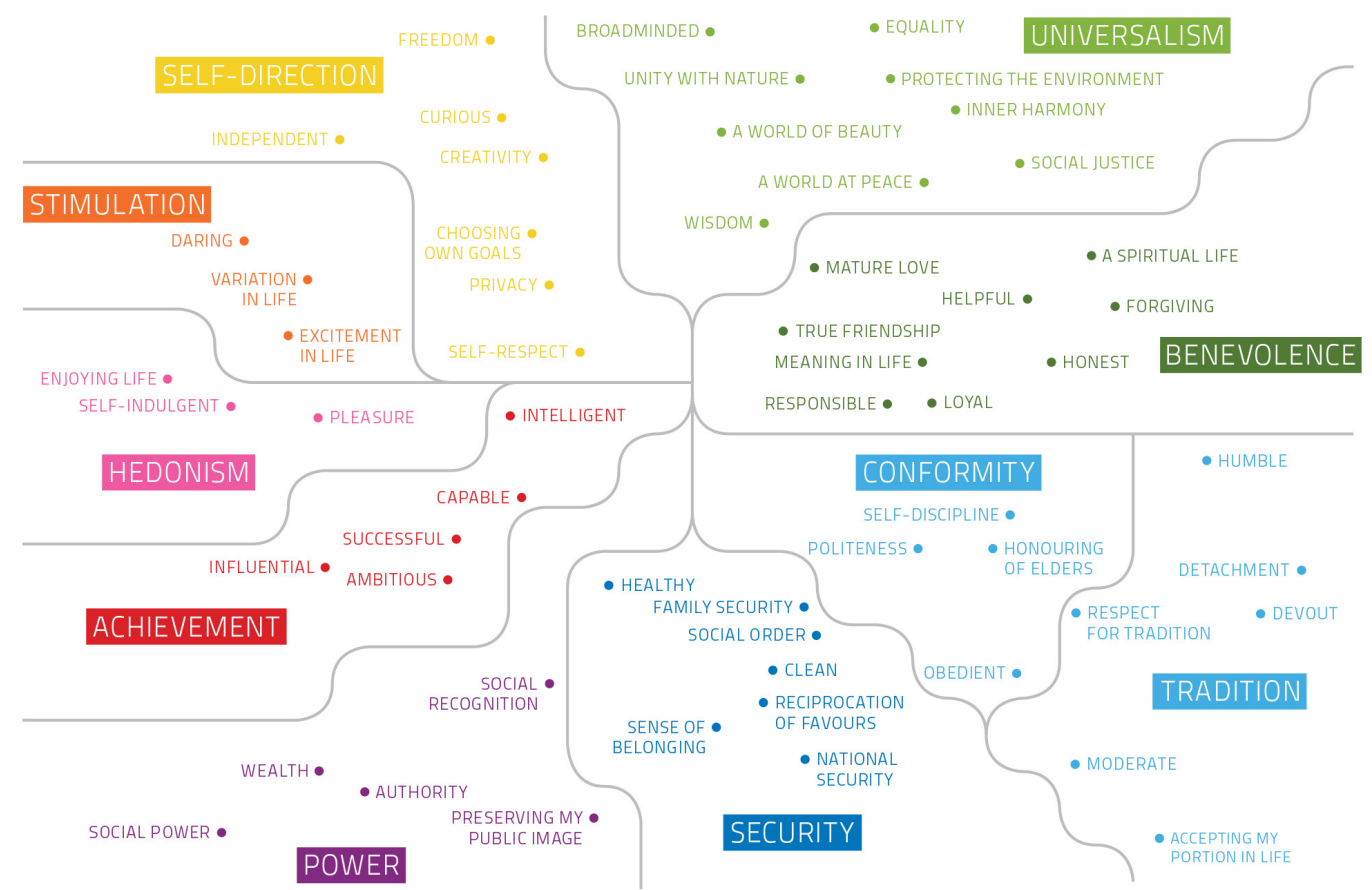 SELF-DIRECTION
FREEDOM
CURIOUS
INDEPENDENT
CREATIVITY
CHOOSING
OWN GOALS
PRIVACY
SELF-RESPECT
UNIVERSALISM
BROADMINDED
EQUALITY
UNITY WITH NATURE
PROTECTING THE ENVIRONMENT
INNER HARMONY
A WORLD OF BEAUTY
SOCIAL JUSTICE
A WORLD AT PEACE
WISDOM
STIMULATION
DARING
VARIATION
IN LIFE
EXCITEMENT
IN LIFE
BENEVOLENCE
MATURE LOVE
A SPIRITUAL LIFE
HELPFUL
FORGIVING
TRUE FRIENDSHIP
MEANING IN LIFE
HONEST
RESPONSIBLE
LOYAL
ENJOYING LIFE
SELF-INDULGENT
PLEASURE
HEDONISM
INTELLIGENT
CAPABLE
SUCCESSFUL
INFLUENTIAL
AMBITIOUS
ACHIEVEMENT
CONFORMITY
SELF-DISCIPLINE
POLITENESS
HONOURING
OF ELDERS
OBEDIENT
HUMBLE
DETACHMENT
RESPECT
FOR TRADITION
DEVOUT
TRADITION
MODERATE
ACCEPTING MY
PORTION IN LIFE
HEALTHY
FAMILY SECURITY
SOCIAL ORDER
CLEAN
RECIPROCATION
OF FAVOURS
SENSE OF
BELONGING
NATIONAL
SECURITY
SECURITY
SOCIAL
RECOGNITION
WEALTH
AUTHORITY
PRESERVING MY
PUBLIC IMAGE
SOCIAL POWER
POWER